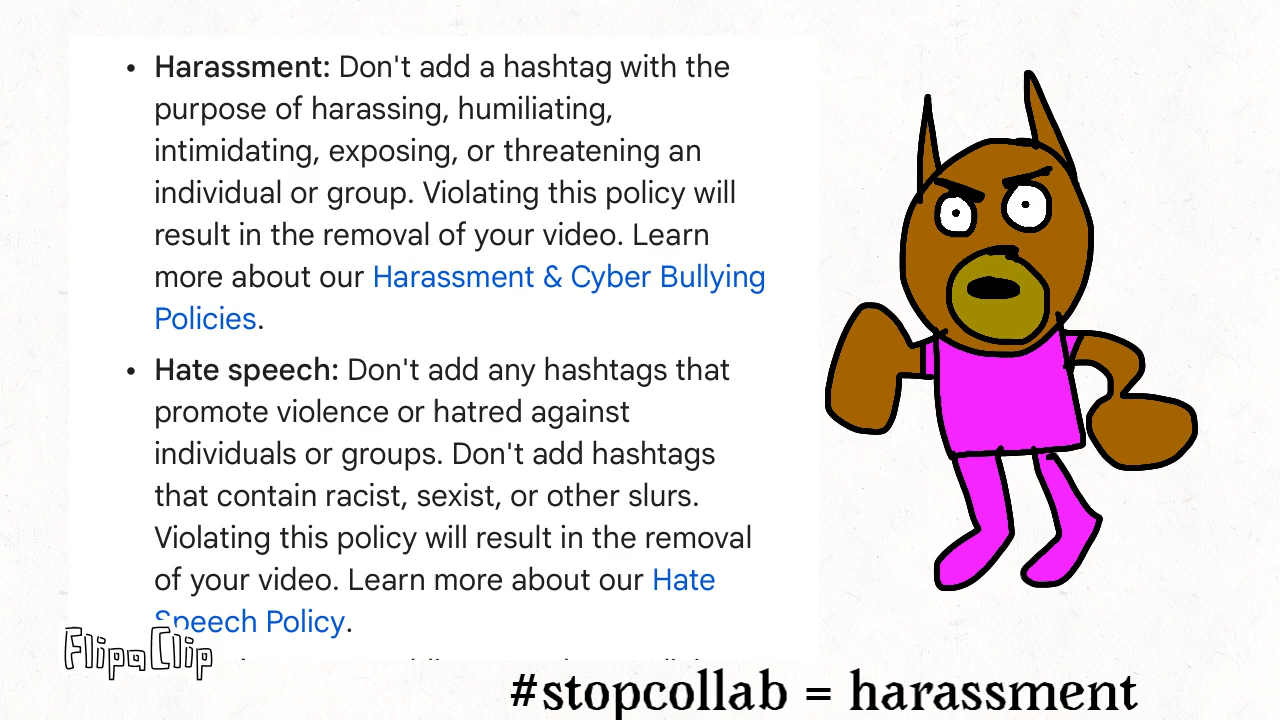 • Harassment: Don't add a hashtag with the
purpose of harassing, humiliating,
intimidating, exposing, or threatening an
individual or group. Violating this policy will
result in the removal of your video. Learn
more about our Harassment & Cyber Bullying
Policies.
• Hate speech: Don't add any hashtags that
promote violence or hatred against
individuals or groups. Don't add hashtags
that contain racist, sexist, or other slurs.
Violating this policy will result in the removal
of your video. Learn more about our Hate
Speech Policy.
FlipaClip
#stopcollab = harassment